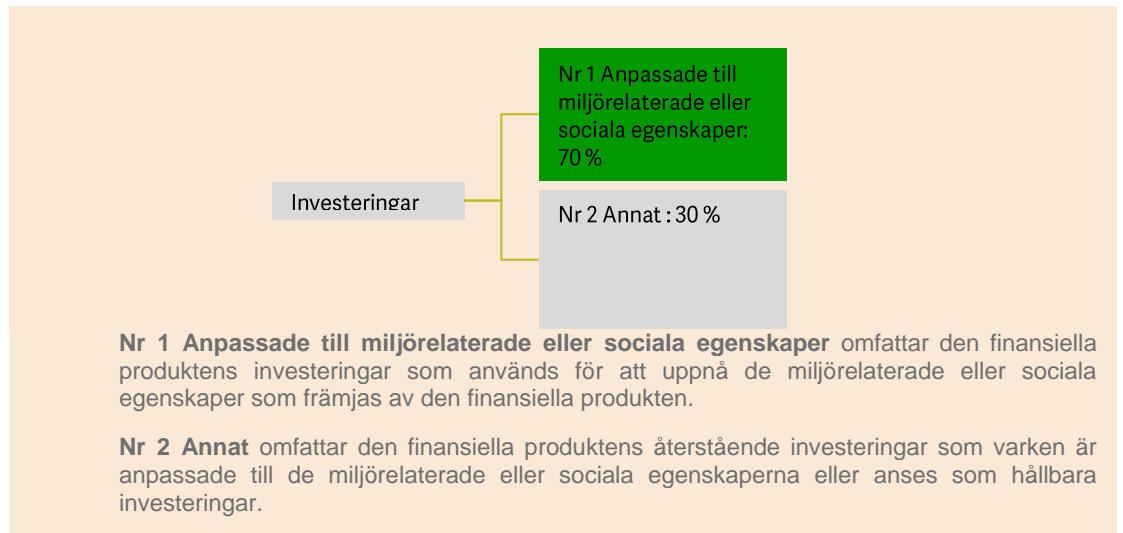 Nr 1 Anpassade till
miljörelaterade eller
sociala egenskaper:
70 %
Investeringar
Nr 2 Annat : 30 %
Nr 1 Anpassade till miljörelaterade eller sociala egenskaper omfattar den finansiella
produktens investeringar som används för att uppnå de miljörelaterade eller sociala
egenskaper som främjas av den finansiella produkten.
Nr 2 Annat omfattar den finansiella produktens återstående investeringar som varken är
anpassade till de miljörelaterade eller sociala egenskaperna eller anses som hållbara
investeringar.